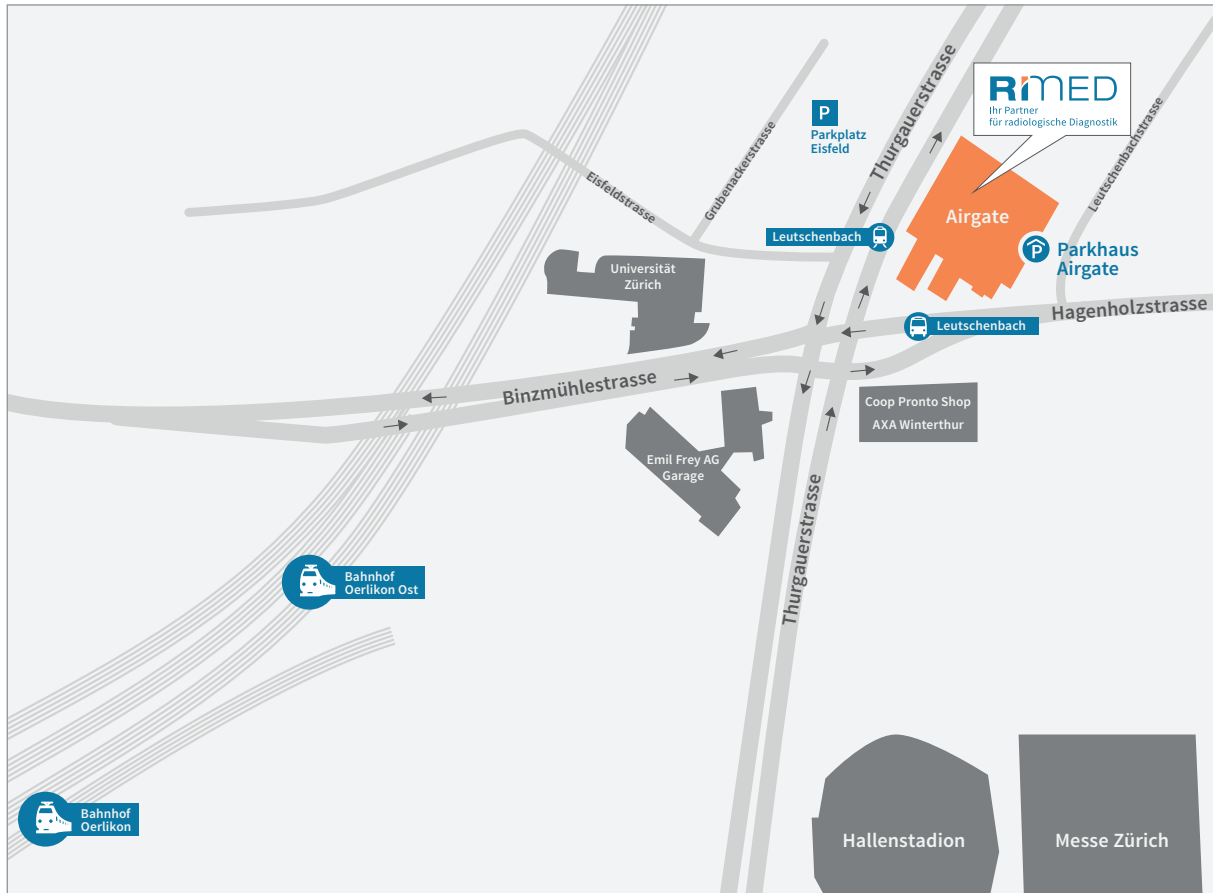 RIMED
Ihr Partner
für radiologische Diagnostik
Thurgauerstrasse
P
Parkplatz
Eisfeld
Grubenackerstrasse
Eisfeldstrasse
Leutschenbachstrasse
Airgate
Leutschenbach
P
Parkhaus
Airgate
Universität
Zürich
Hagenholzstrasse
Leutschenbach
Binzmühlestrasse
Coop Pronto Shop
AXA Winterthur
Emil Frey AG
Garage
Thurgauerstrasse
Bahnhof
Oerlikon Ost
Bahnhof
Oerlikon
Hallenstadion
Messe Zürich